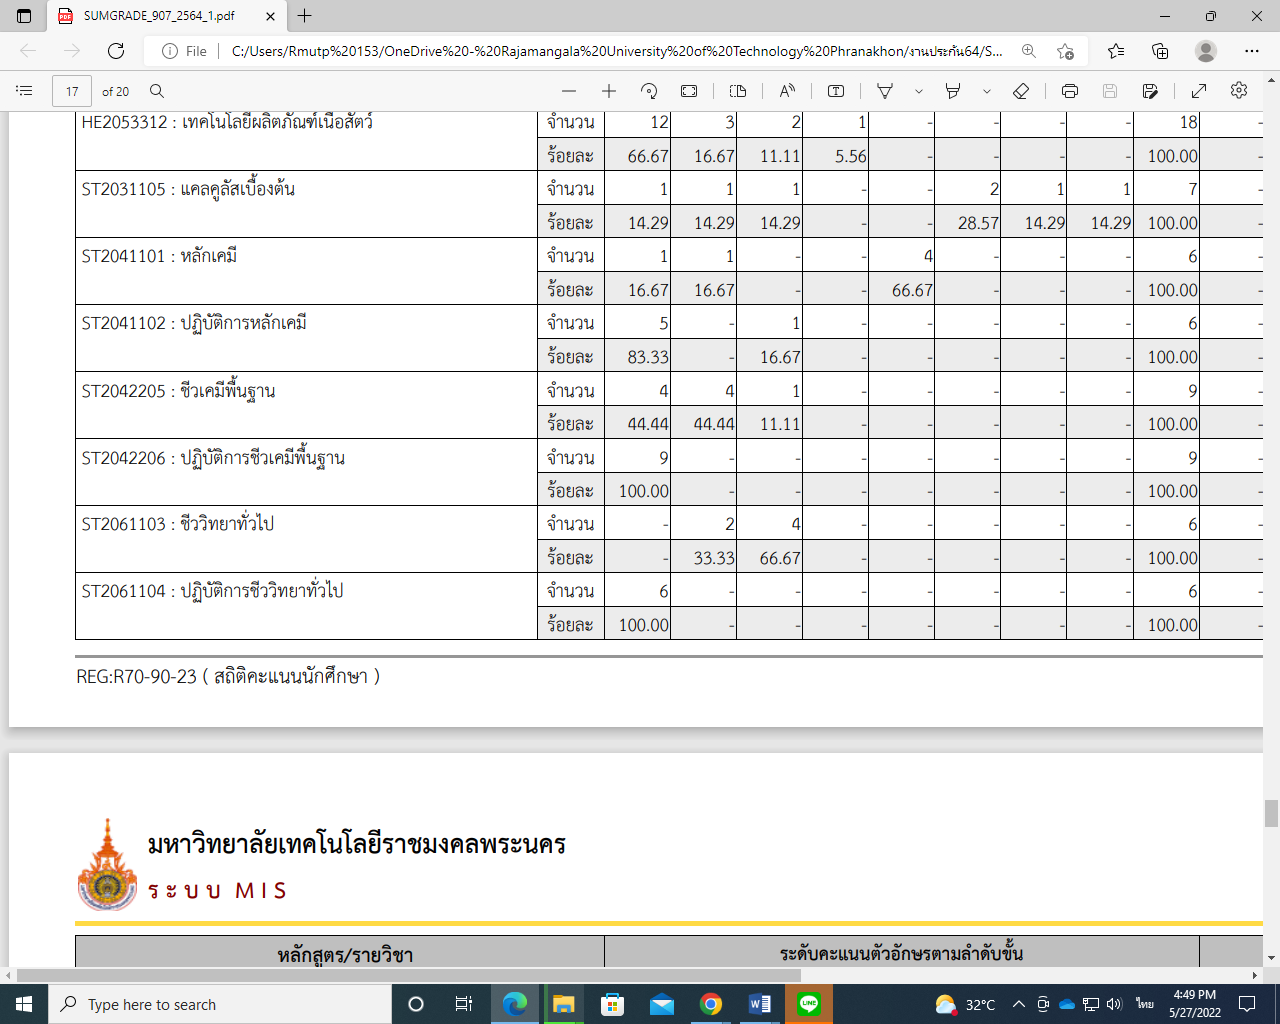 SUMGRADE_907_2564_1.pdf
File C:/Users/Rmutp%20153/OneDrive%20-%20Rajamangala%20University%20of%20Technology%20Phranakhon/งานประกัน64/S...
17 of 20
HE2053312 : เทคโนโลยีผลิตภัณฑ์เนื้อสัตว์ จำนวน 12 3 2 1 - - - - 18 -
ร้อยละ 66.67 16.67 11.11 5.56 - - - - 100.00 -
ST2031105 : แคลคูลัสเบื้องต้น จำนวน 1 1 1 - - 2 1 1 7 -
ร้อยละ 14.29 14.29 14.29 - - 28.57 14.29 14.29 100.00 -
ST2041101 : หลักเคมี จำนวน 1 1 - - 4 - - - 6 -
ร้อยละ 16.67 16.67 - - 66.67 - - - 100.00 -
ST2041102 : ปฏิบัติการหลักเคมี จำนวน 5 - 1 - - - - - 6 -
ร้อยละ 83.33 - 16.67 - - - - - 100.00 -
ST2042205 : ชีวเคมีพื้นฐาน จำนวน 4 4 1 - - - - - 9 -
ร้อยละ 44.44 44.44 11.11 - - - - - 100.00 -
ST2042206 : ปฏิบัติการชีวเคมีพื้นฐาน จำนวน 9 - - - - - - - 9 -
ร้อยละ 100.00 - - - - - - - 100.00 -
ST2061103 : ชีววิทยาทั่วไป จำนวน - 2 4 - - - - - 6 -
ร้อยละ - 33.33 66.67 - - - - - 100.00 -
ST2061104 : ปฏิบัติการชีววิทยาทั่วไป จำนวน 6 - - - - - - - 6 -
ร้อยละ 100.00 - - - - - - - 100.00 -
REG:R70-90-23 ( สถิติคะแนนนักศึกษา )
มหาวิทยาลัยเทคโนโลยีราชมงคลพระนคร
ระบบ MIS
หลักสูตร/รายวิชา ระดับคะแนนตัวอักษรตามลำดับขั้น
Type here to search 32°C ไทย 4:49 PM
5/27/2022